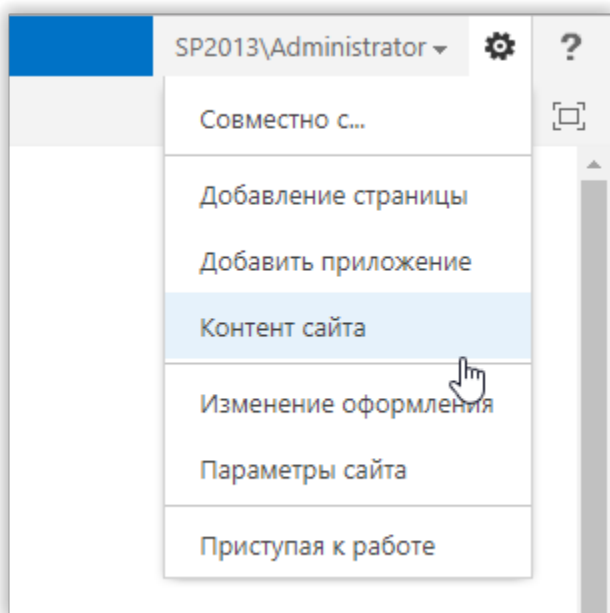 SP2013\Administrator
?
Совместно с...
Добавление страницы
Добавить приложение
Контент сайта
Изменение оформления
Параметры сайта
Приступая к работе